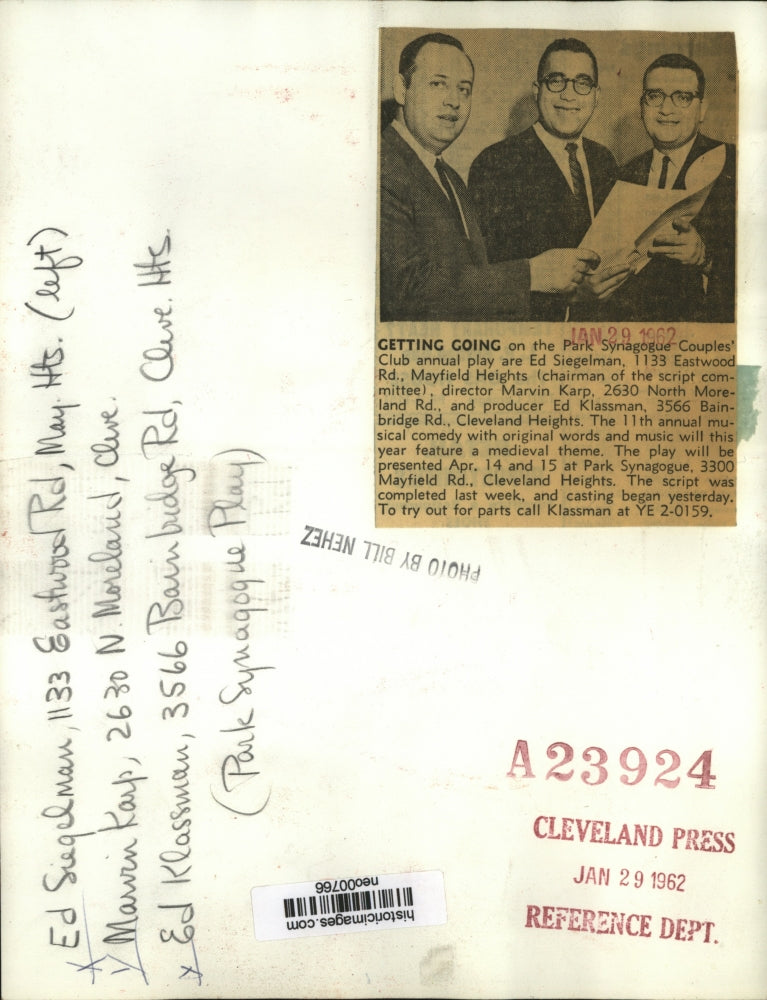 JAN 29 1962
GETTING GOING on the Park Synagogue Couples'
Club annual play are Ed Siegelman, 1133 Eastwood
Rd., Mayfield Heights (chairman of the script com-
mittee), director Marvin Karp, 2630 North More-
land Rd., and producer Ed Klassman, 3566 Bain-
bridge Rd., Cleveland Heights. The 11th annual mu-
sical comedy with original words and music will this
year feature a medieval theme. The play will be
presented Apr. 14 and 15 at Park Synagogue, 3300
Mayfield Rd., Cleveland Heights. The script was
completed last week, and casting began yesterday.
To try out for parts call Klassman at YE 2-0159.
Ed Siegelman, 1133 Eastwood Rd, May. Hts. (left)
Marvin Karp, 2630 N. Moreland, Cleve.
Ed Klassman, 3566 Bainbridge Rd, Cleve. Hts.
(Park Synagogue Play)
PHOTO BY BILL NEHEZ
A23924
CLEVELAND PRESS
JAN 29 1962
REFERENCE DEPT.
historicimages.com
neo00766